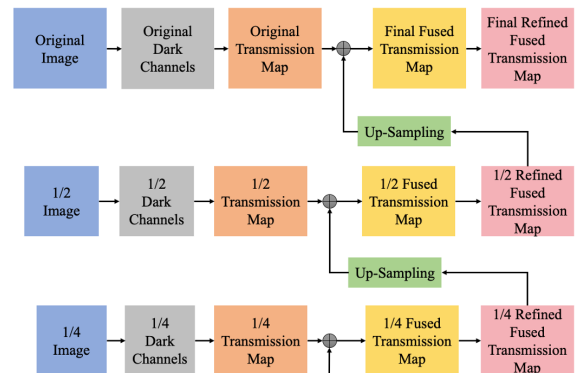 Original
Image
Original
Dark
Channels
Original
Transmission
Map
Final Fused
Transmission
Map
Final Refined
Fused
Transmission
Map
Up-Sampling
1/2
Image
1/2
Dark
Channels
1/2
Transmission
Map
1/2 Fused
Transmission
Map
1/2 Refined
Fused
Transmission
Map
Up-Sampling
1/4
Image
1/4
Dark
Channels
1/4
Transmission
Map
1/4 Fused
Transmission
Map
1/4 Refined
Fused
Transmission
Map